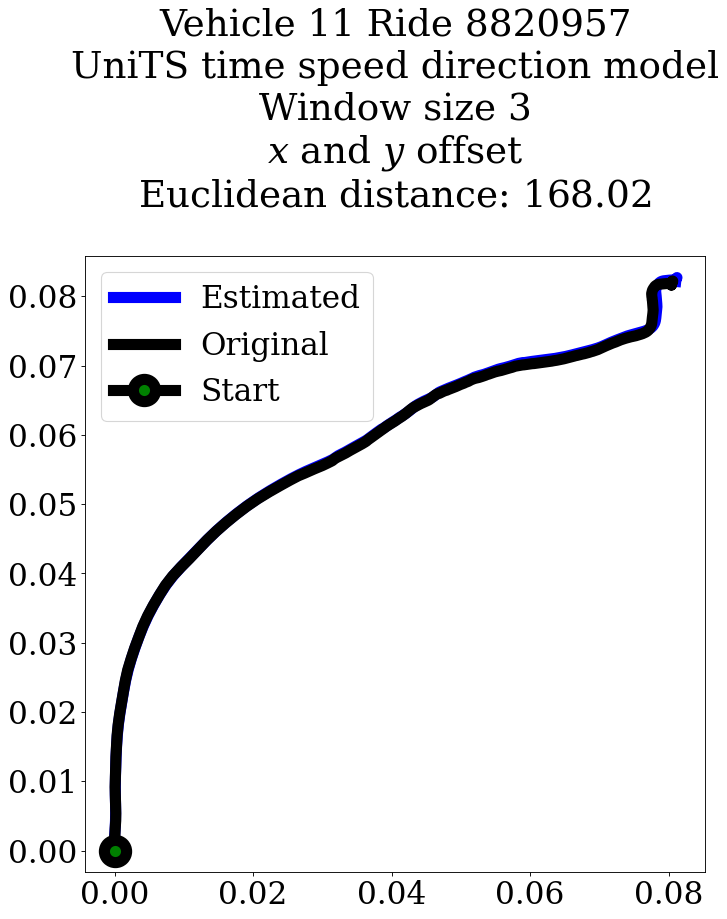 Vehicle 11 Ride 8820957
UniTS time speed direction model
Window size 3
x and y offset
Euclidean distance: 168.02
Estimated
Original
Start
0.08
0.07
0.06
0.05
0.04
0.03
0.02
0.01
0.00
0.00 0.02 0.04 0.06 0.08